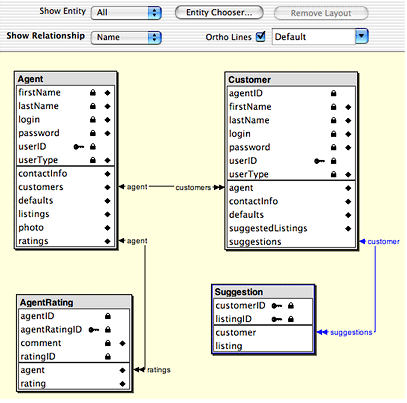 Show Entity All Entity Chooser... Remove Layout
Show Relationship Name Ortho Lines Default
Agent
firstName
lastName
login
password
userID
userType
contactInfo
customers
defaults
listings
photo
ratings
agent customers
Customer
agentID
firstName
lastName
login
password
userID
userType
agent
contactInfo
defaults
suggestedListings
suggestions
agent
customer
AgentRating
agentID
agentRatingID
comment
ratingID
agent
rating
ratings
Suggestion
customerID
listingID
customer
listing
suggestions